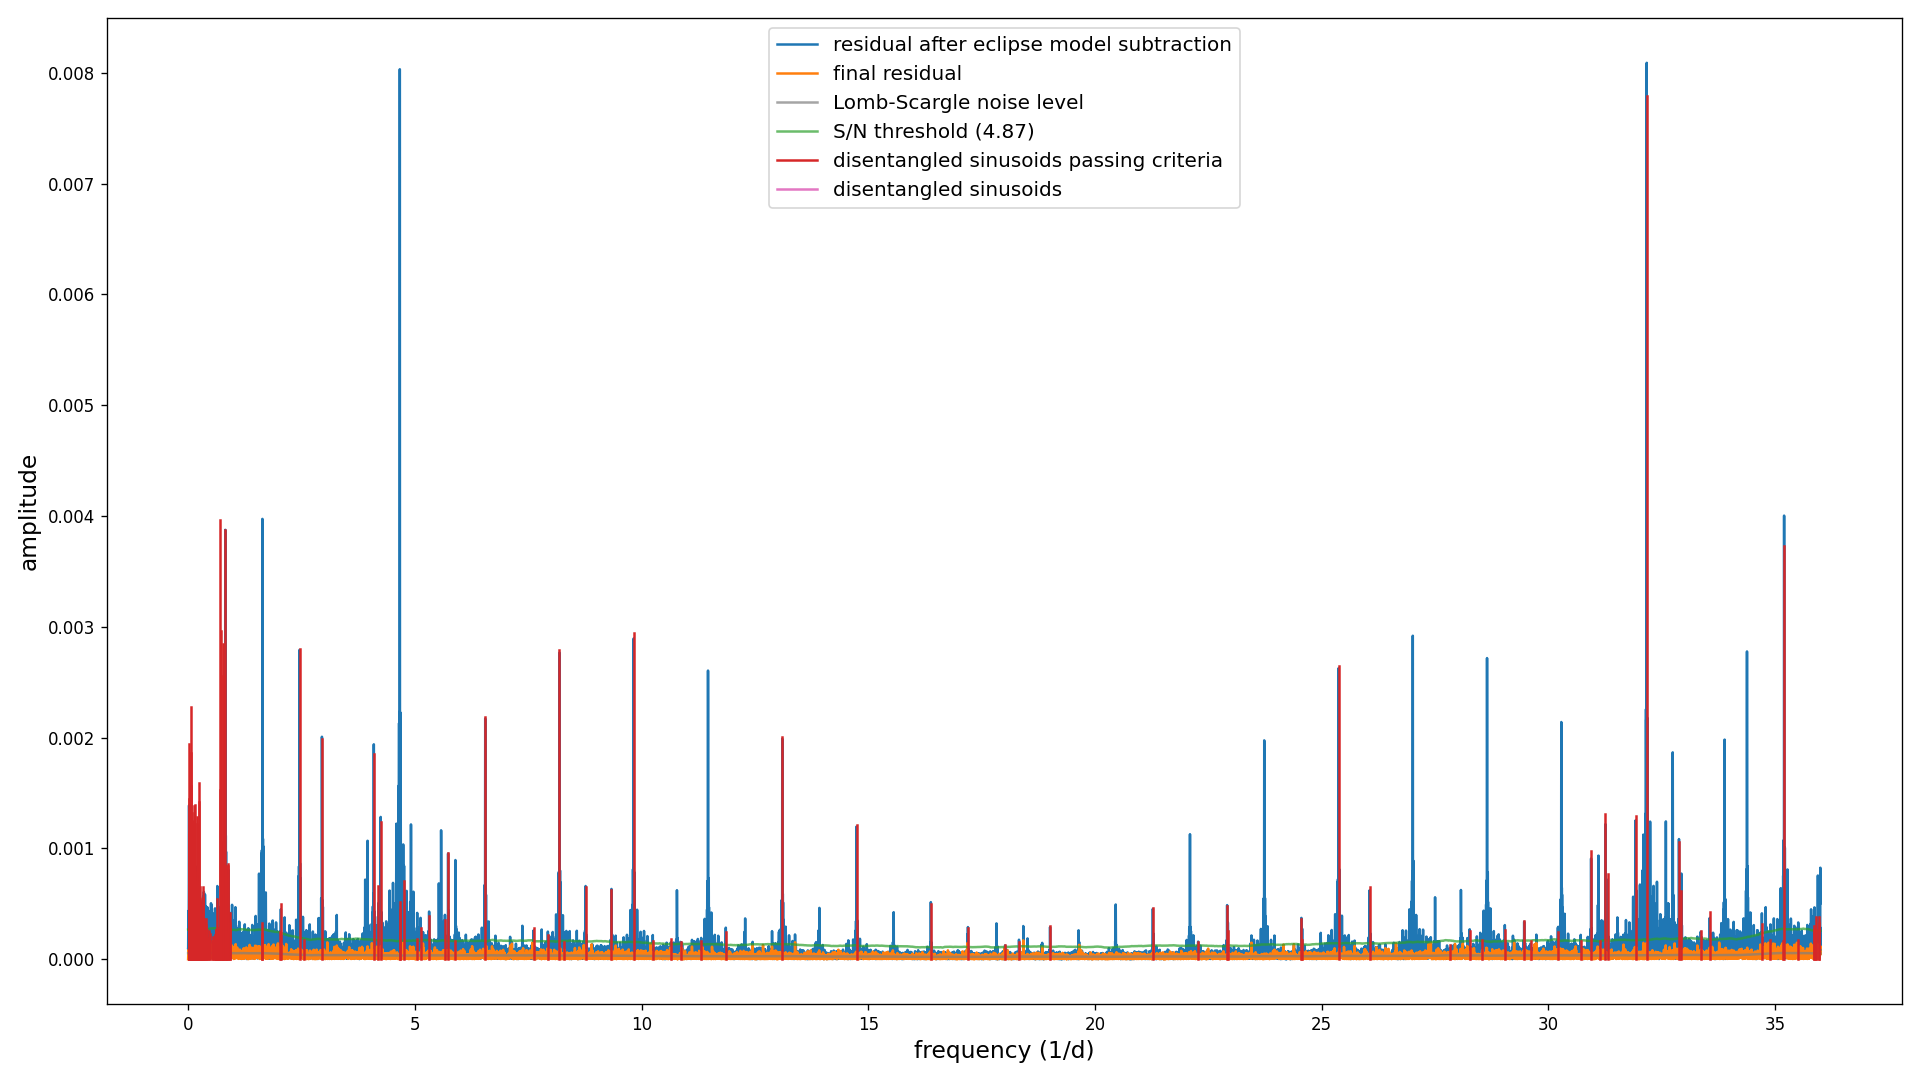 residual after eclipse model subtraction
final residual
Lomb-Scargle noise level
S/N threshold (4.87)
disentangled sinusoids passing criteria
disentangled sinusoids
0.008
0.007
0.006
0.005
0.004
0.003
0.002
0.001
0.000
amplitude
0 5 10 15 20 25 30 35
frequency (1/d)